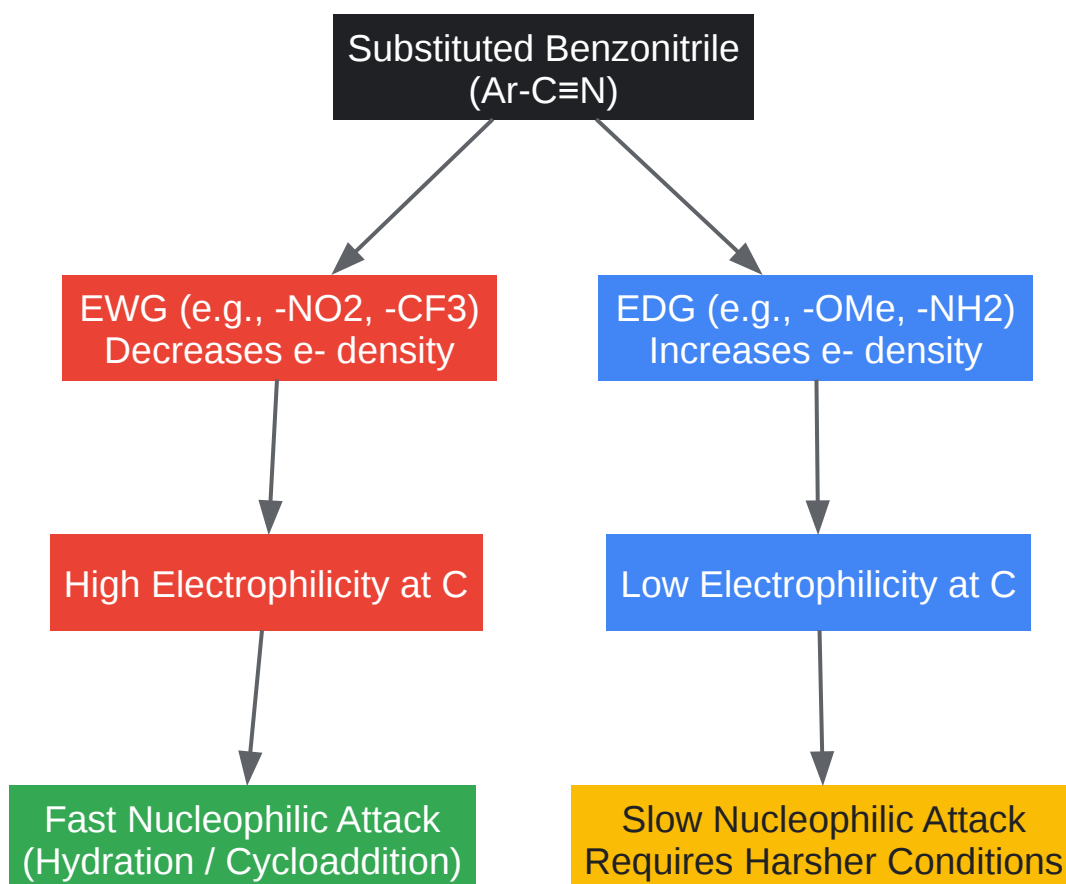 Substituted Benzonitrile
(Ar-C≡N)
EWG (e.g., -NO2, -CF3)
Decreases e- density
EDG (e.g., -OMe, -NH2)
Increases e- density
High Electrophilicity at C
Low Electrophilicity at C
Fast Nucleophilic Attack
(Hydration / Cycloaddition)
Slow Nucleophilic Attack
Requires Harsher Conditions